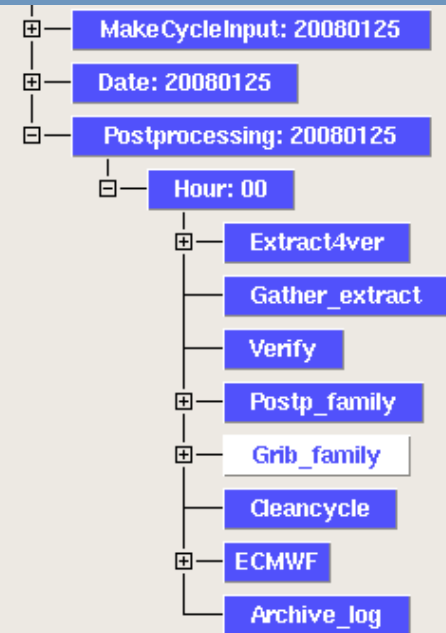 MakeCycleInput: 20080125
Date: 20080125
Postprocessing: 20080125
Hour: 00
Extract4ver
Gather_extract
Verify
Postp_family
Grib_family
Cleancycle
ECMWF
Archive_log